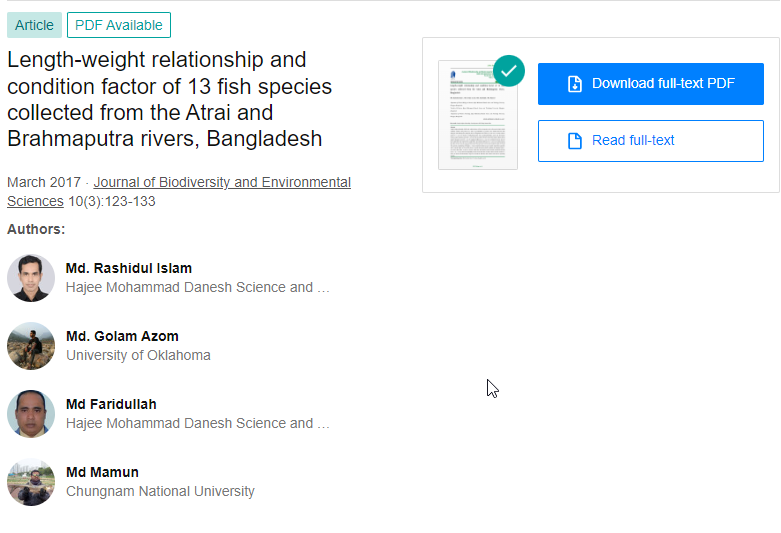 Article PDF Available
Length-weight relationship and
condition factor of 13 fish species
collected from the Atrai and
Brahmaputra rivers, Bangladesh
March 2017 · Journal of Biodiversity and Environmental
Sciences 10(3):123-133
Authors:
Md. Rashidul Islam
Hajee Mohammad Danesh Science and …
Md. Golam Azom
University of Oklahoma
Md Faridullah
Hajee Mohammad Danesh Science and …
Md Mamun
Chungnam National University
Download full-text PDF
Read full-text